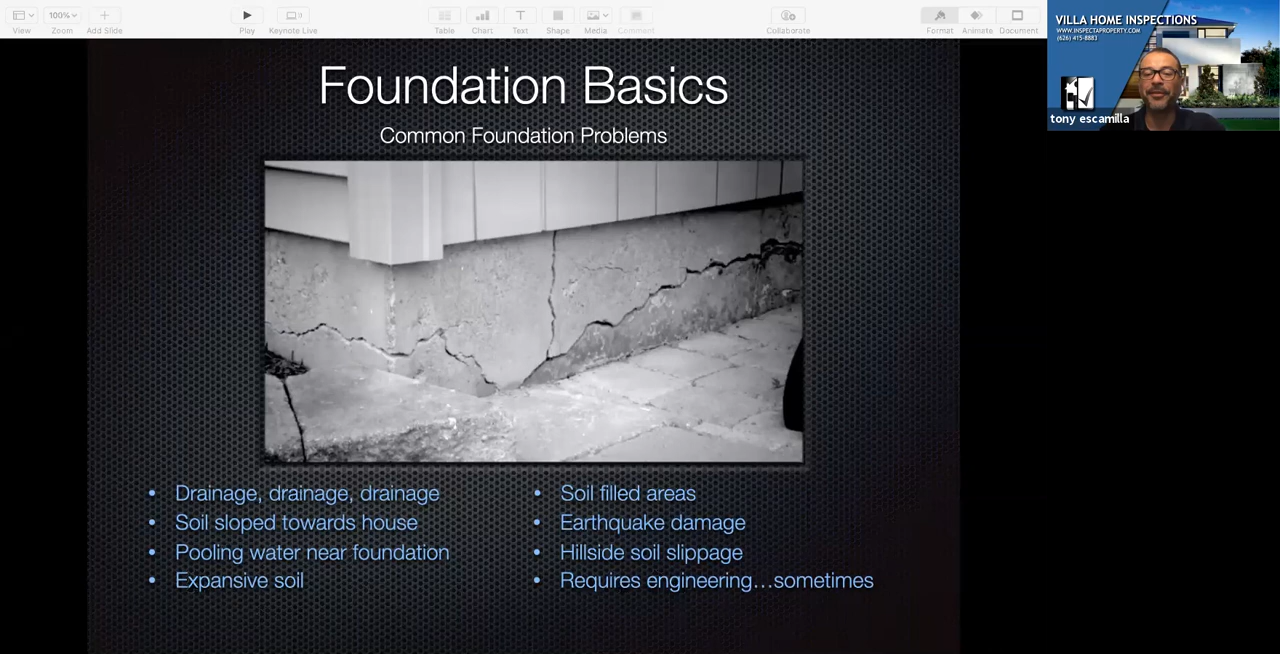 View
100%
Zoom
Add Slide
Play
Keynote Live
Table
Chart
Text
Shape
Media
Comment
Collaborate
Format
Animate
Document
VILLA HOME INSPECTIONS
WWW.INSPECTAPROPERTY.COM
(626) 415-8883
tony escamilla
Foundation Basics
Common Foundation Problems
• Drainage, drainage, drainage
• Soil sloped towards house
• Pooling water near foundation
• Expansive soil
• Soil filled areas
• Earthquake damage
• Hillside soil slippage
• Requires engineering…sometimes